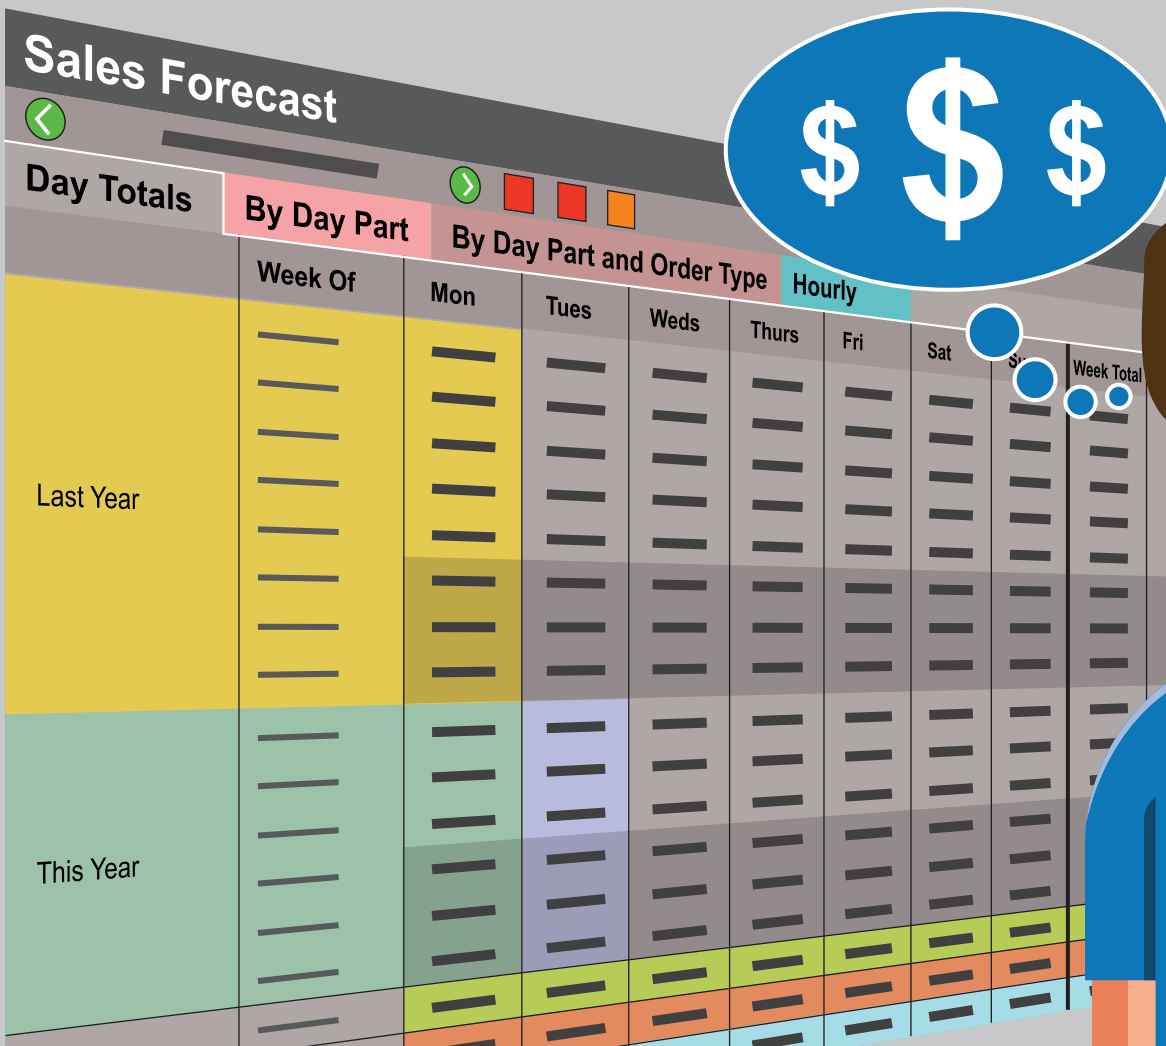 Sales Forecast
$ $ $
Day Totals
By Day Part
By Day Part and Order Type
Hourly
Week Of
Mon
Tues
Weds
Thurs
Fri
Sat
Week Total
Last Year
This Year